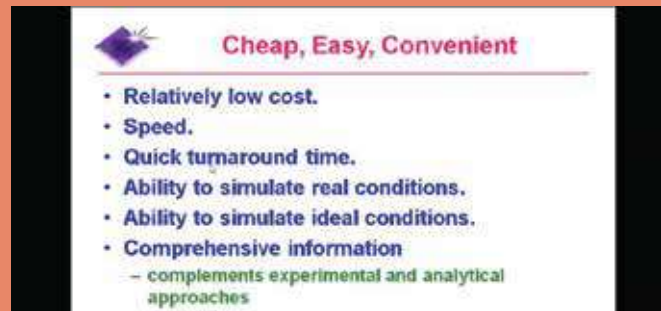 Cheap, Easy, Convenient
• Relatively low cost.
• Speed.
• Quick turnaround time.
• Ability to simulate real conditions.
• Ability to simulate ideal conditions.
• Comprehensive information
– complements experimental and analytical
approaches